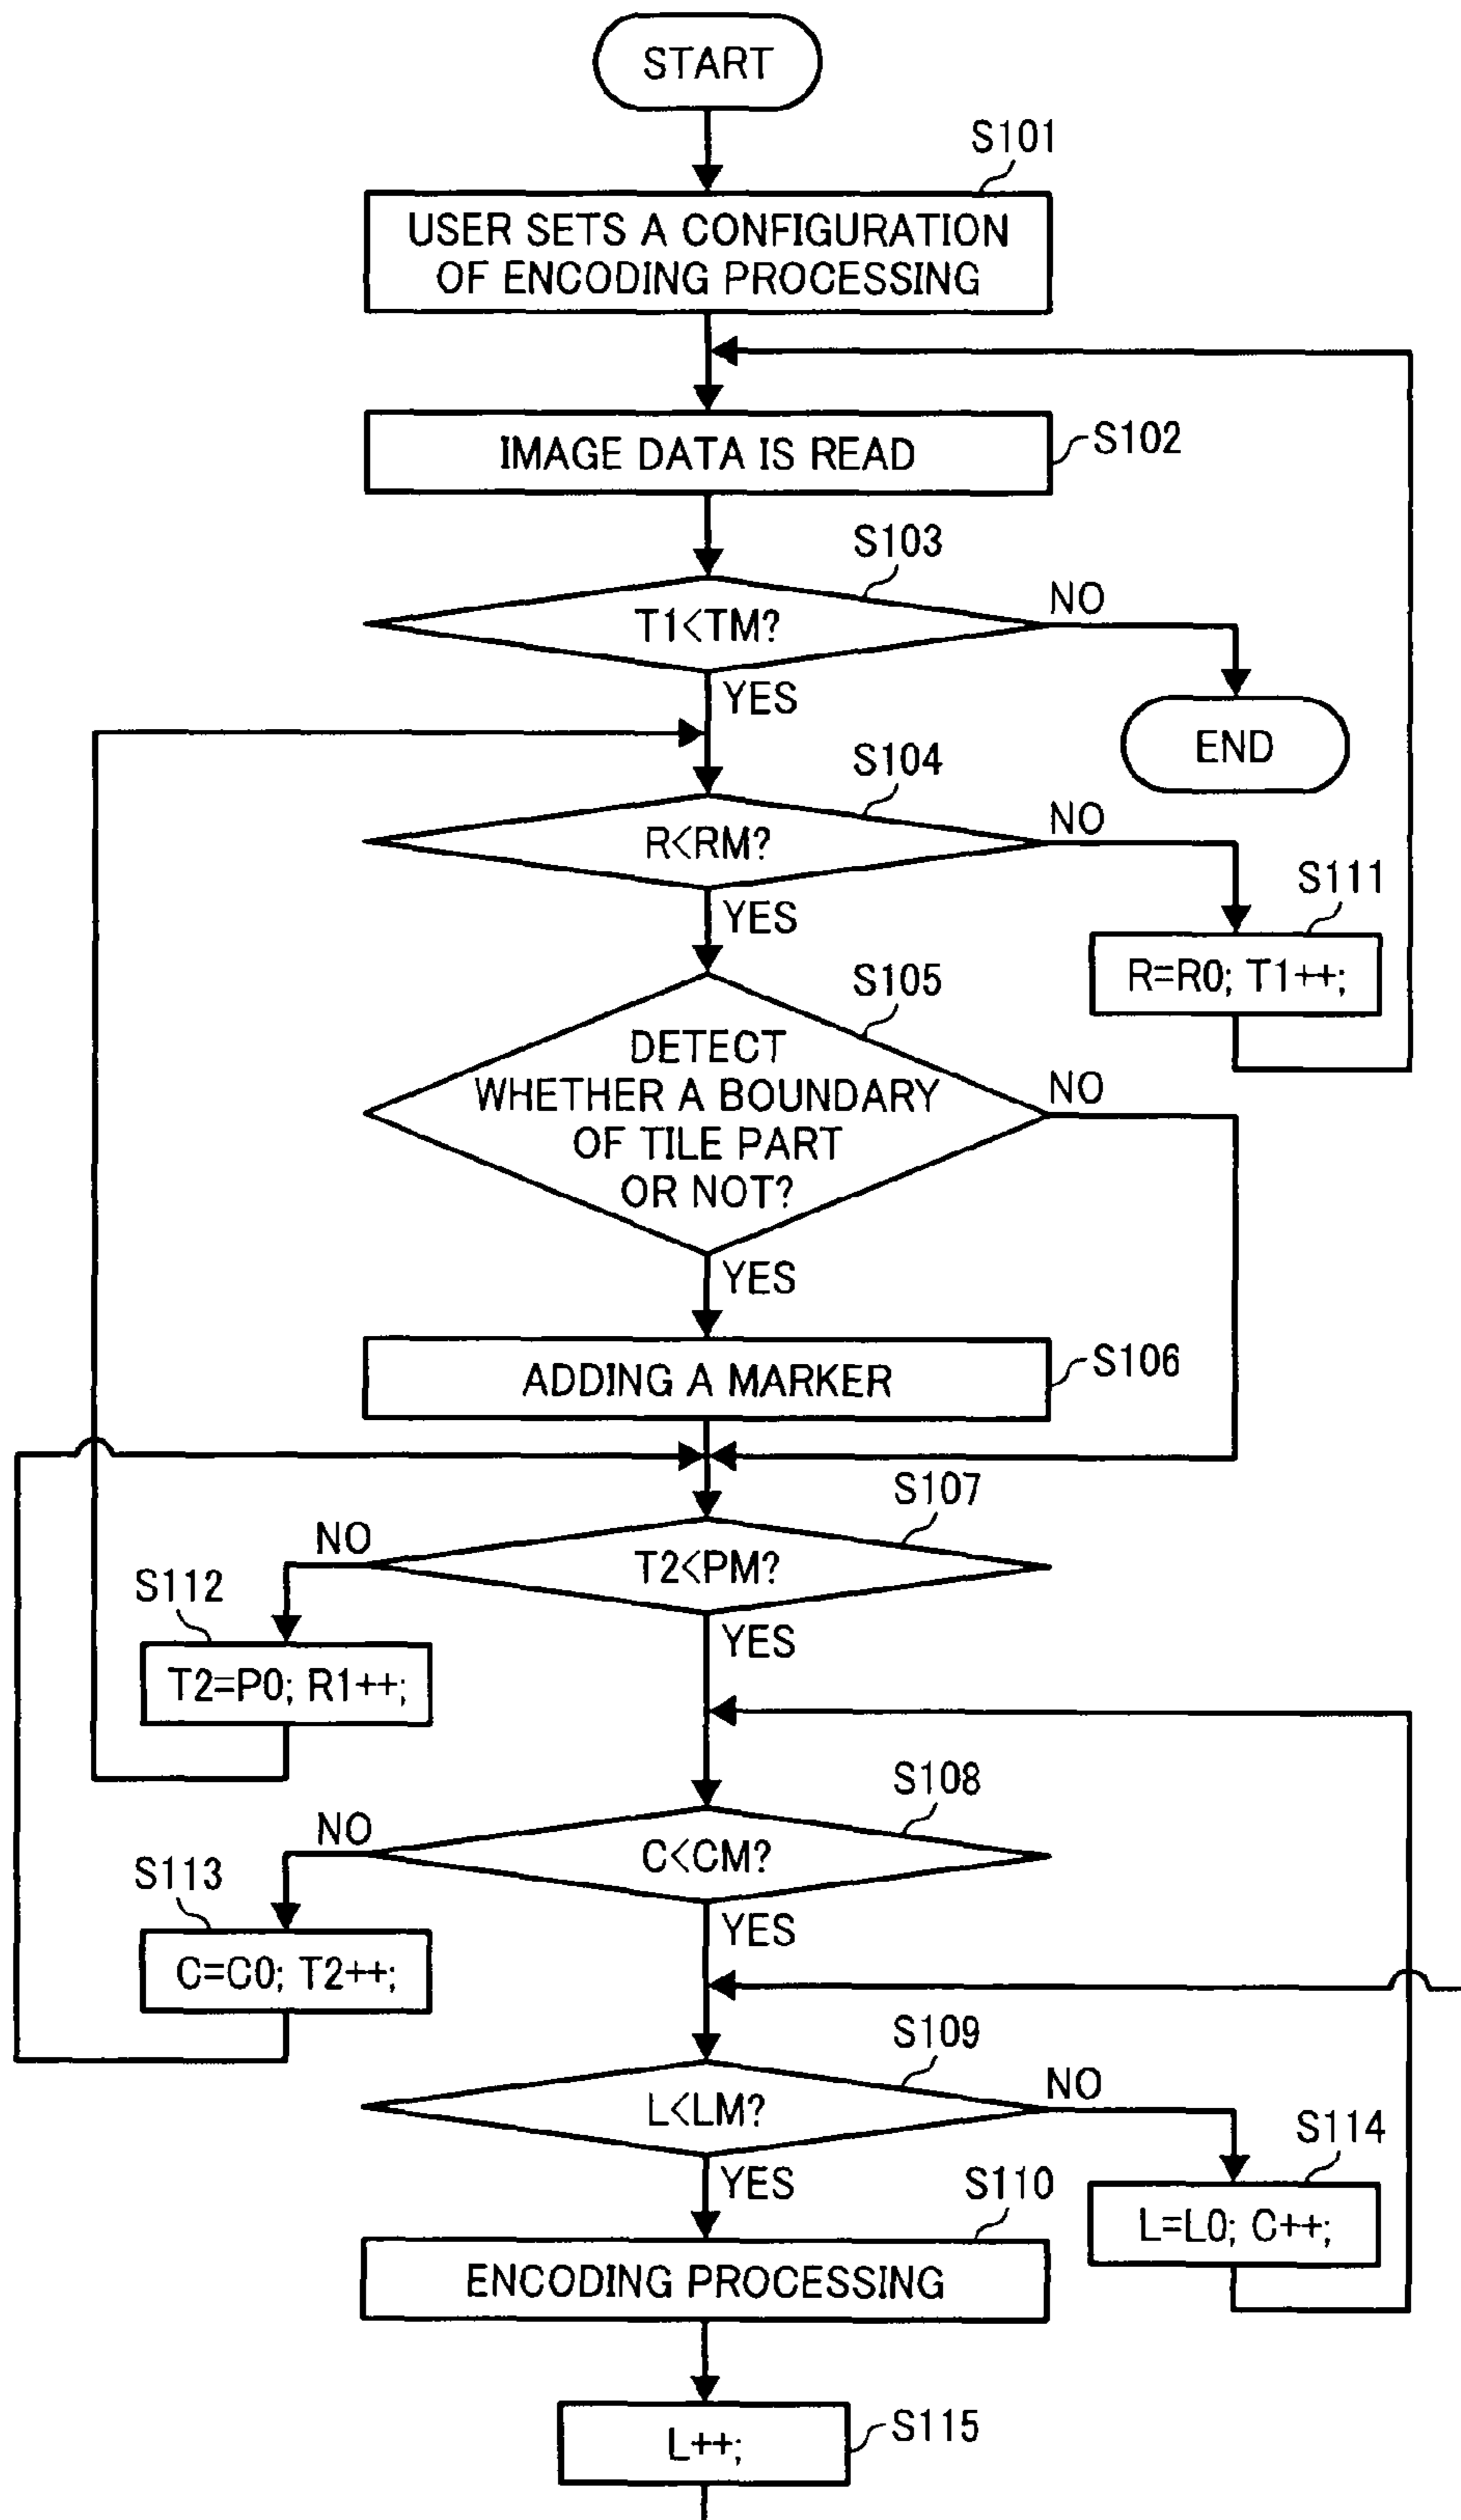 START
S101
USER SETS A CONFIGURATION
OF ENCODING PROCESSING
IMAGE DATA IS READ
S102
S103
T1<TM?
NO
YES
END
S104
R<RM?
NO
YES
S111
R=R0; T1++;
S105
DETECT
WHETHER A BOUNDARY
OF TILE PART
OR NOT?
NO
YES
ADDING A MARKER
S106
S107
NO
T2<PM?
S112
YES
T2=P0; R1++;
S108
NO
C<CM?
S113
YES
C=C0; T2++;
S109
L<LM?
NO
S114
YES
S110
L=L0; C++;
ENCODING PROCESSING
L++;
S115